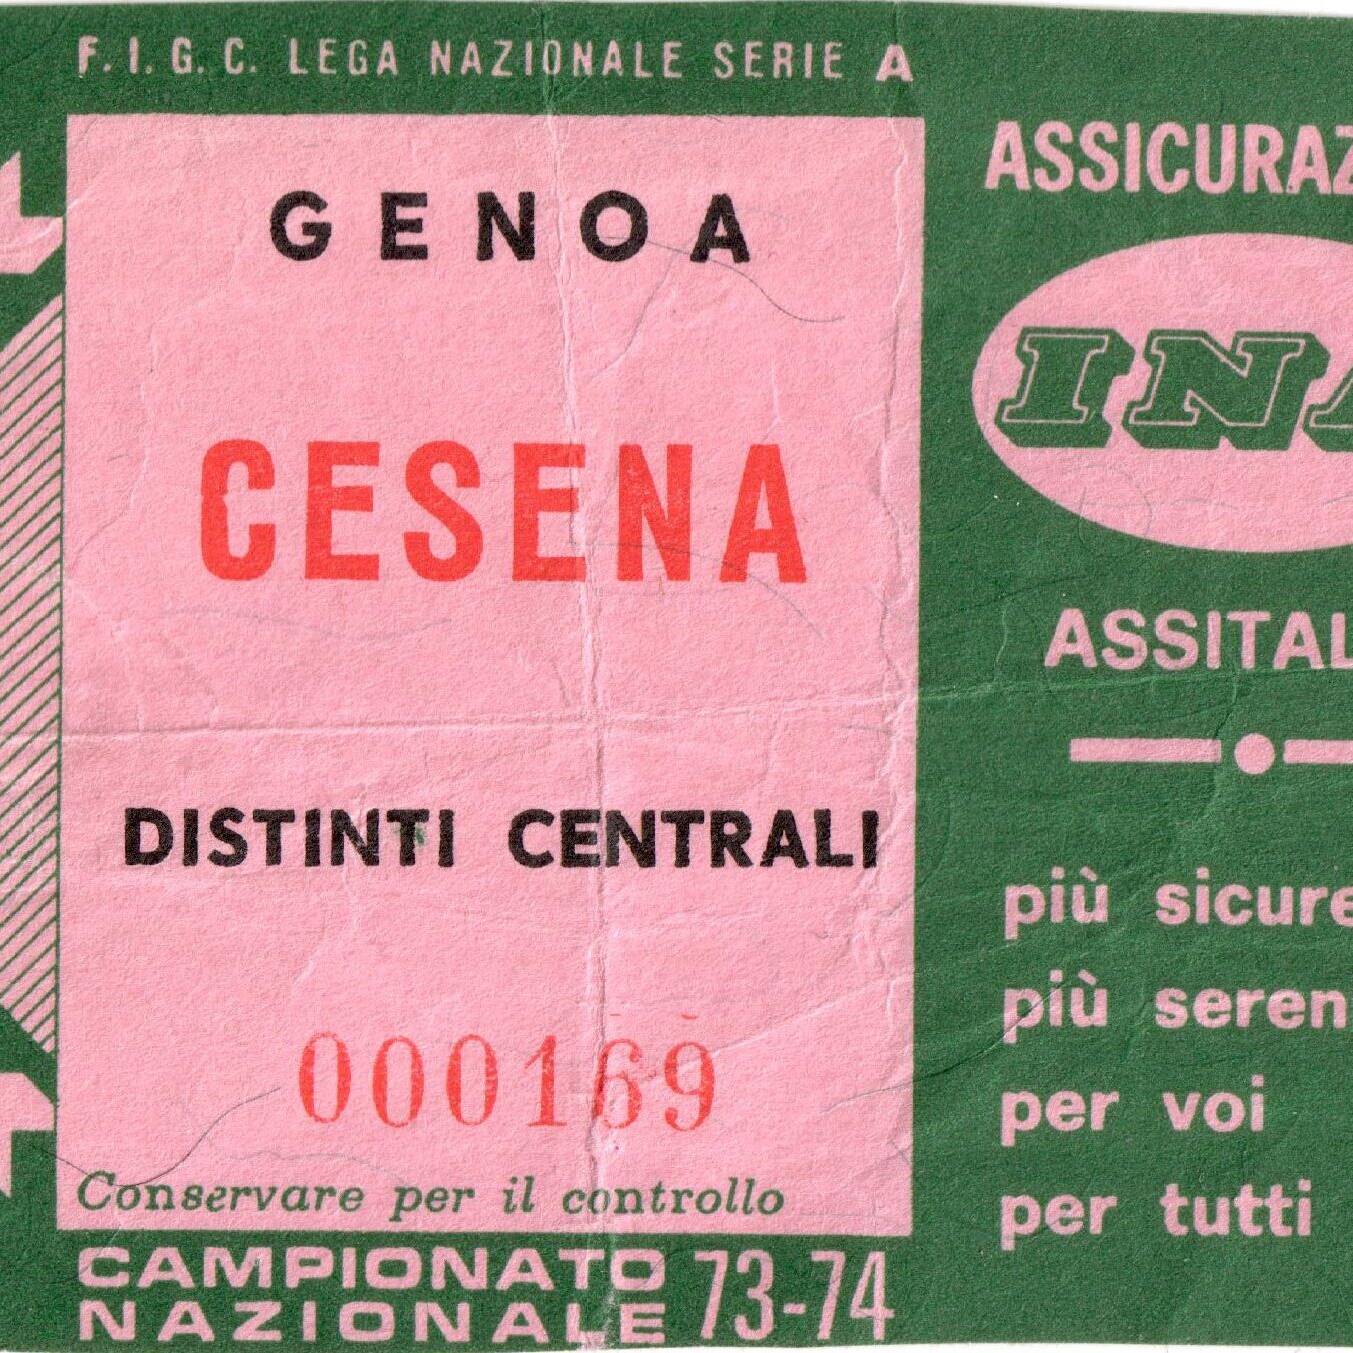 F.I.G.C. LEGA NAZIONALE SERIE A
GENOA
CESENA
DISTINTI CENTRALI
000169
Conservare per il controllo
CAMPIONATO
NAZIONALE 73-74
ASSICURAZ
INA
ASSITAL
più sicure
più seren
per voi
per tutti